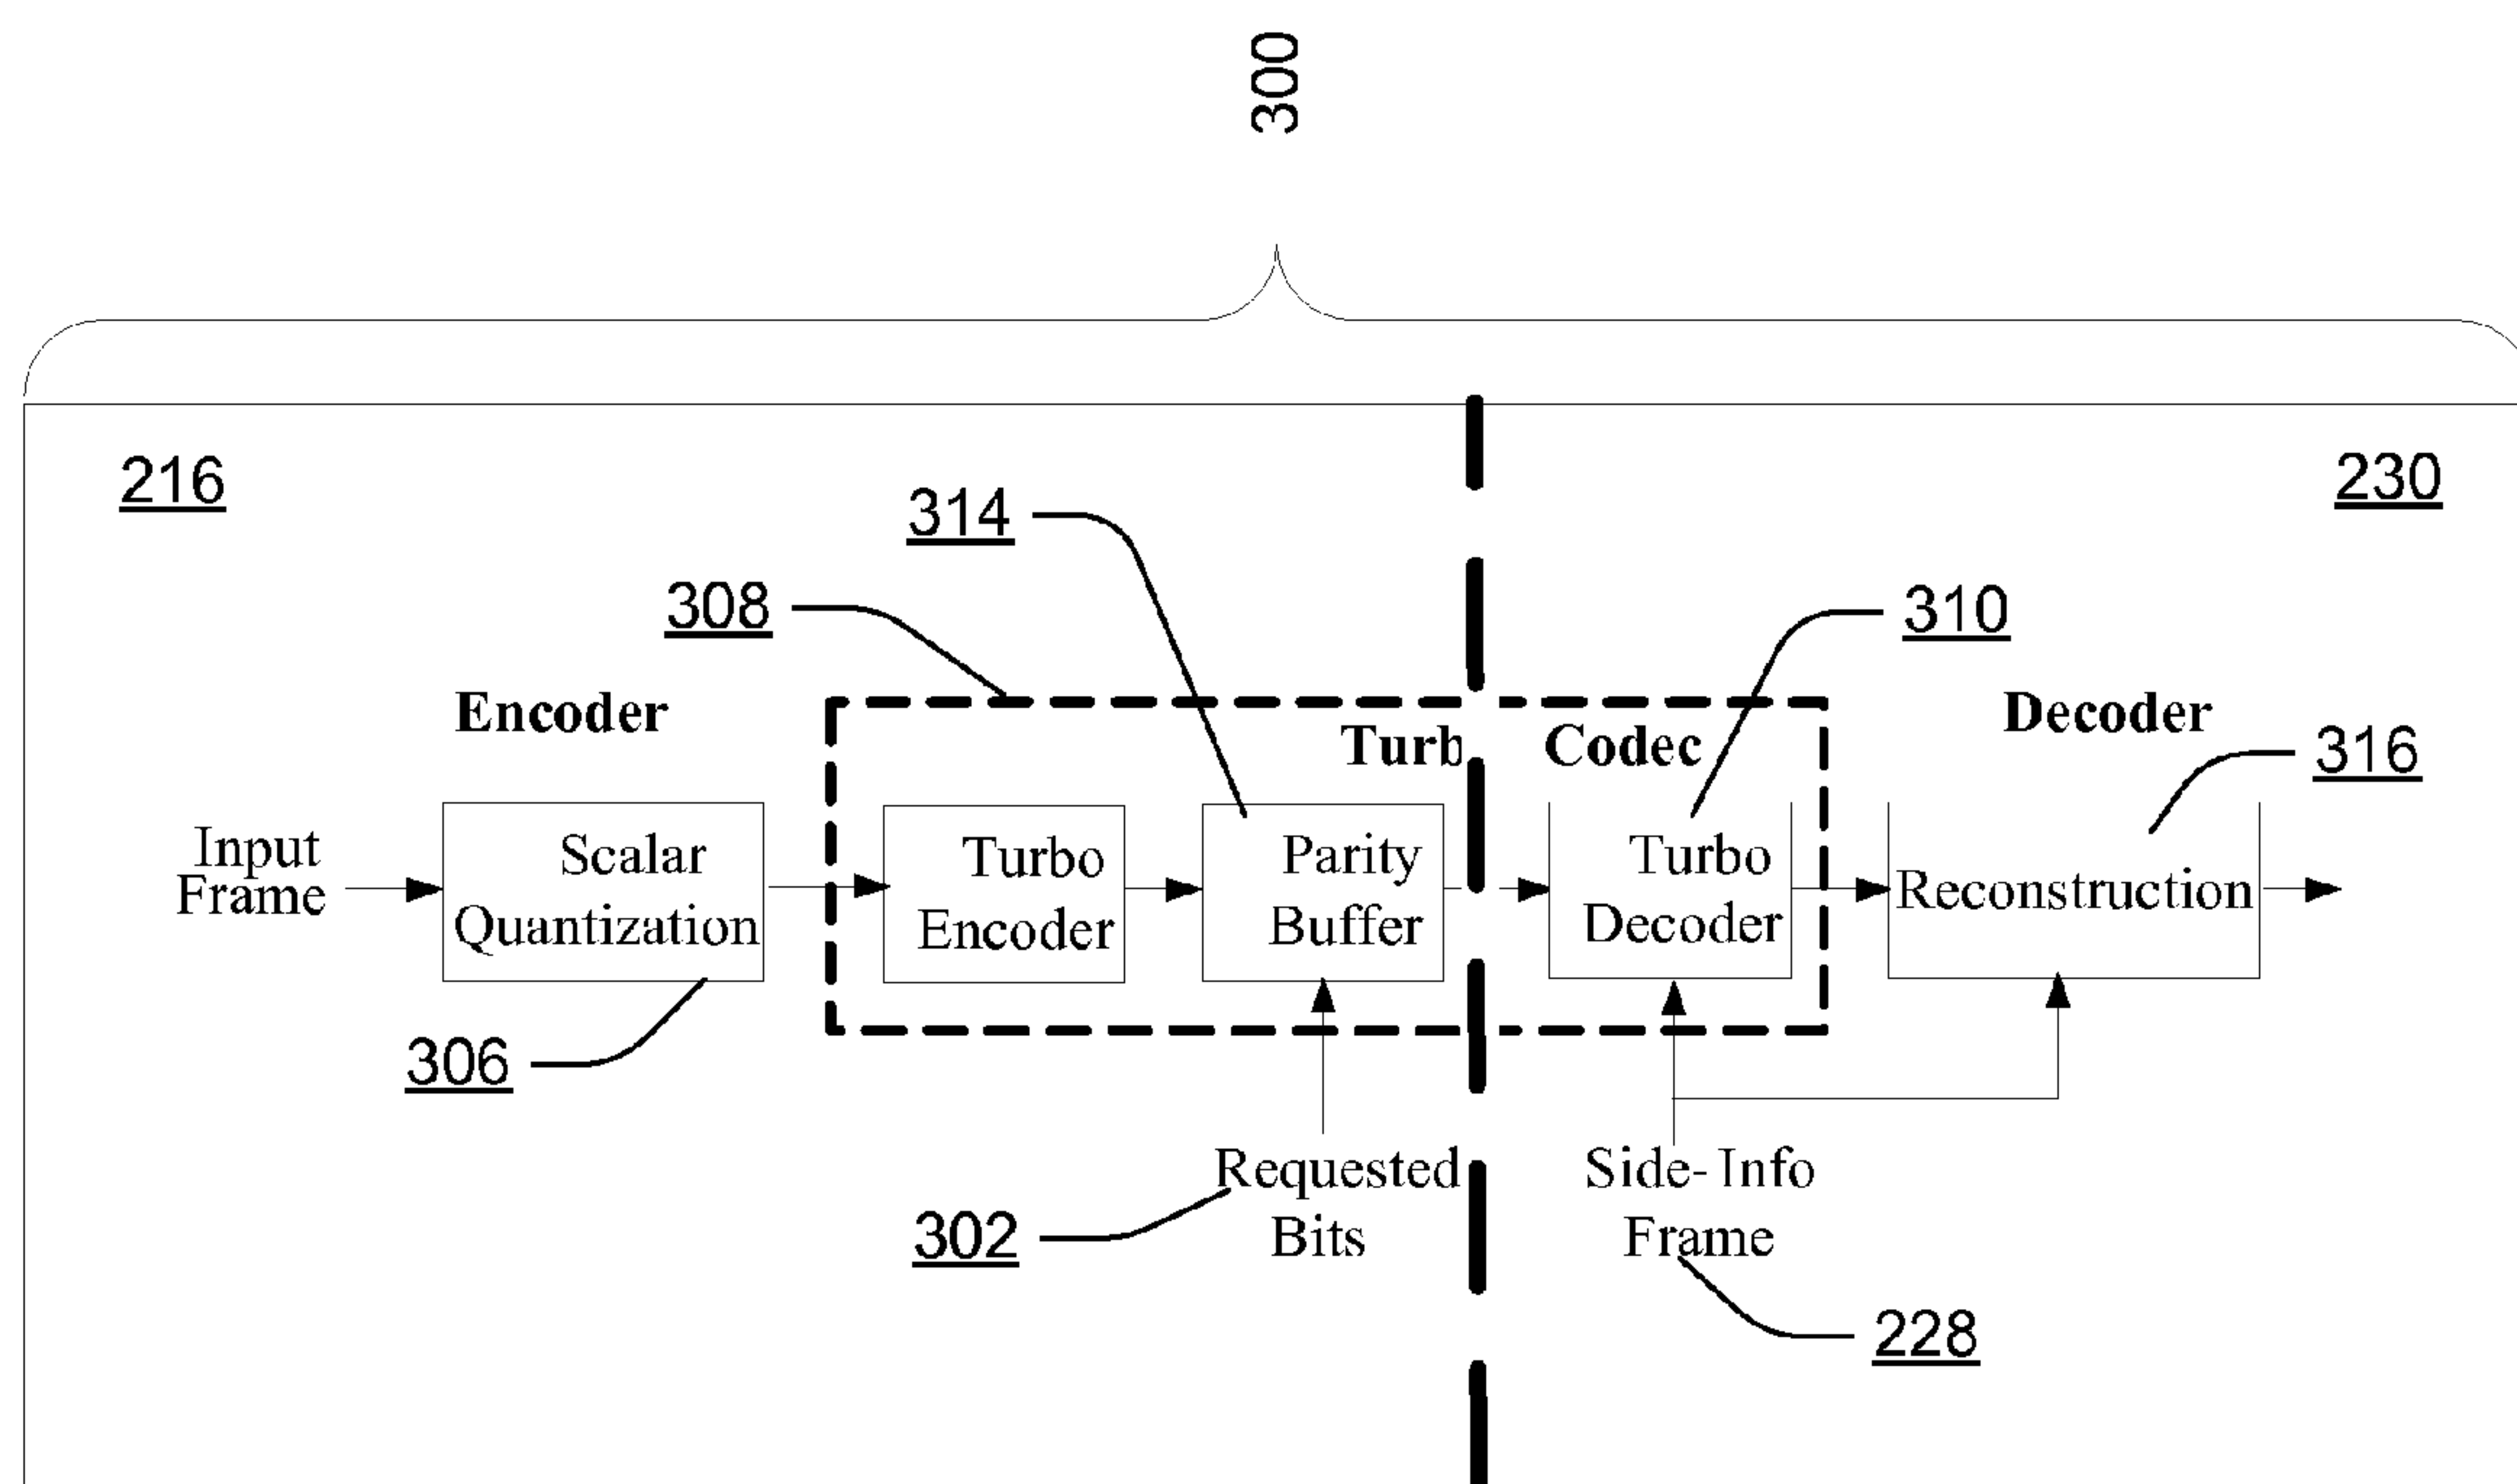 300
216
230
314
308
310
Encoder
Decoder
Turb Codec
316
Input
Frame
Scalar
Quantization
Turbo
Encoder
Parity
Buffer
Turbo
Decoder
Reconstruction
306
Requested
Bits
Side-Info
Frame
302
228